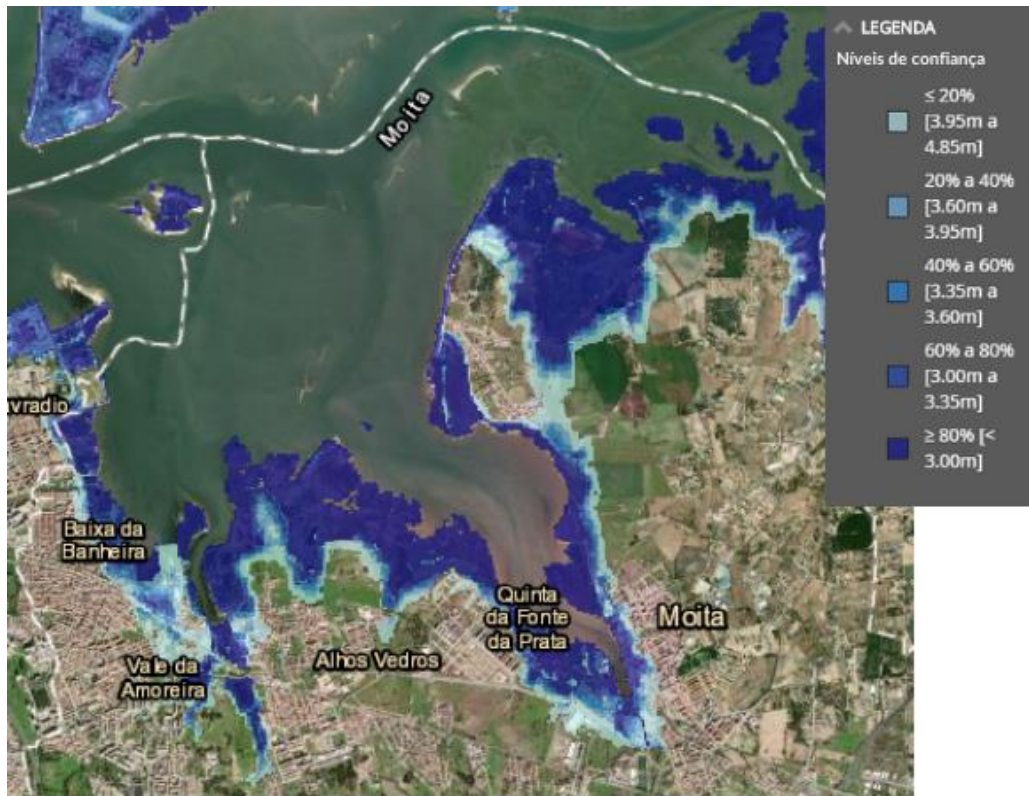 LEGENDA
Níveis de confiança
≤ 20%
[3.95m a
4.85m]
20% a 40%
[3.60m a
3.95m]
40% a 60%
[3.35m a
3.60m]
60% a 80%
[3.00m a
3.35m]
≥ 80% [<
3.00m]
Moita
avradio
Baixa da
Banheira
Quinta
da Fonte
da Prata
Moita
Alhos Vedros
Vale da
Amoreira